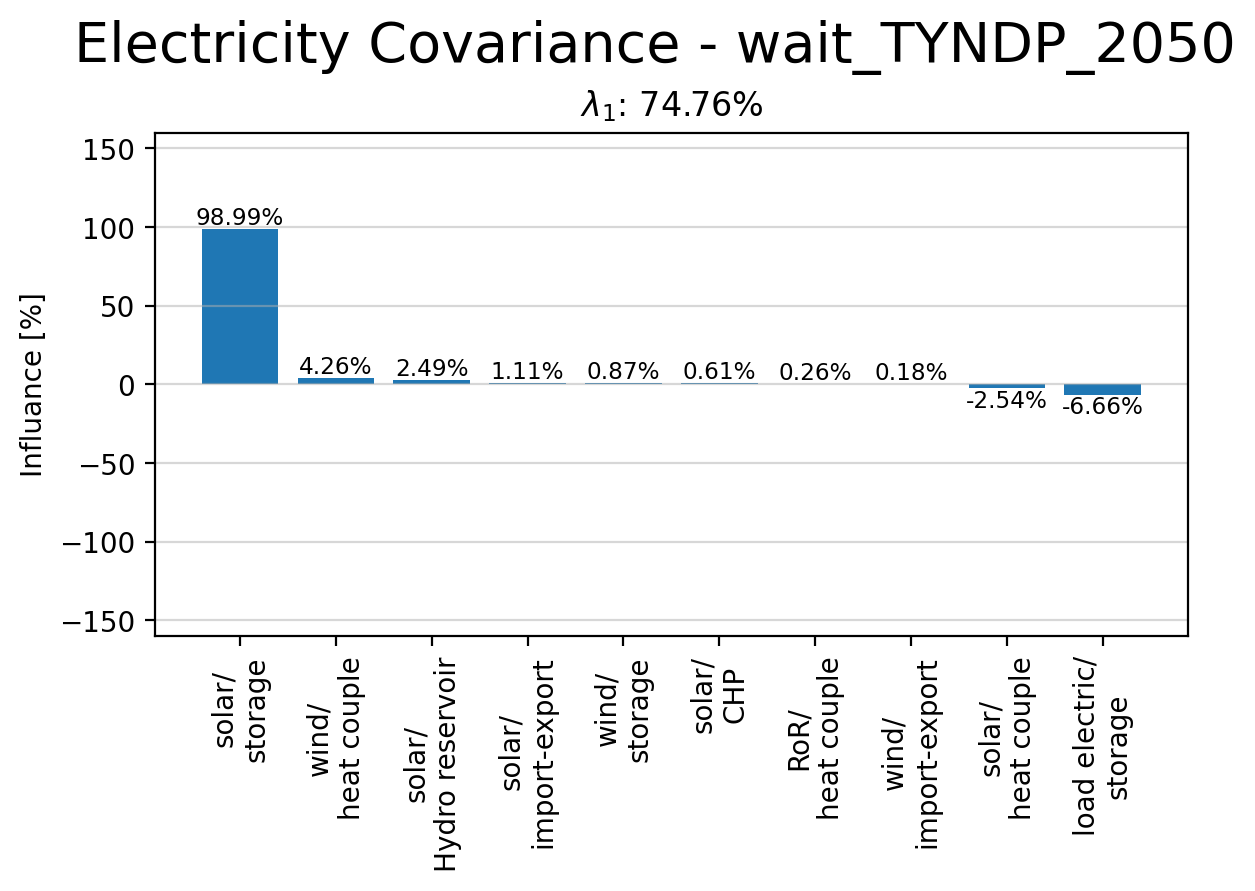 Electricity Covariance - wait_TYNDP_2050
λ₁: 74.76%
Influance [%]
150
100
50
0
−50
−100
−150
98.99%
4.26%
2.49%
1.11%
0.87%
0.61%
0.26%
0.18%
-2.54%
-6.66%
solar/
storage
wind/
heat couple
solar/
Hydro reservoir
solar/
import-export
wind/
storage
solar/
CHP
RoR/
heat couple
wind/
import-export
solar/
heat couple
load electric/
storage